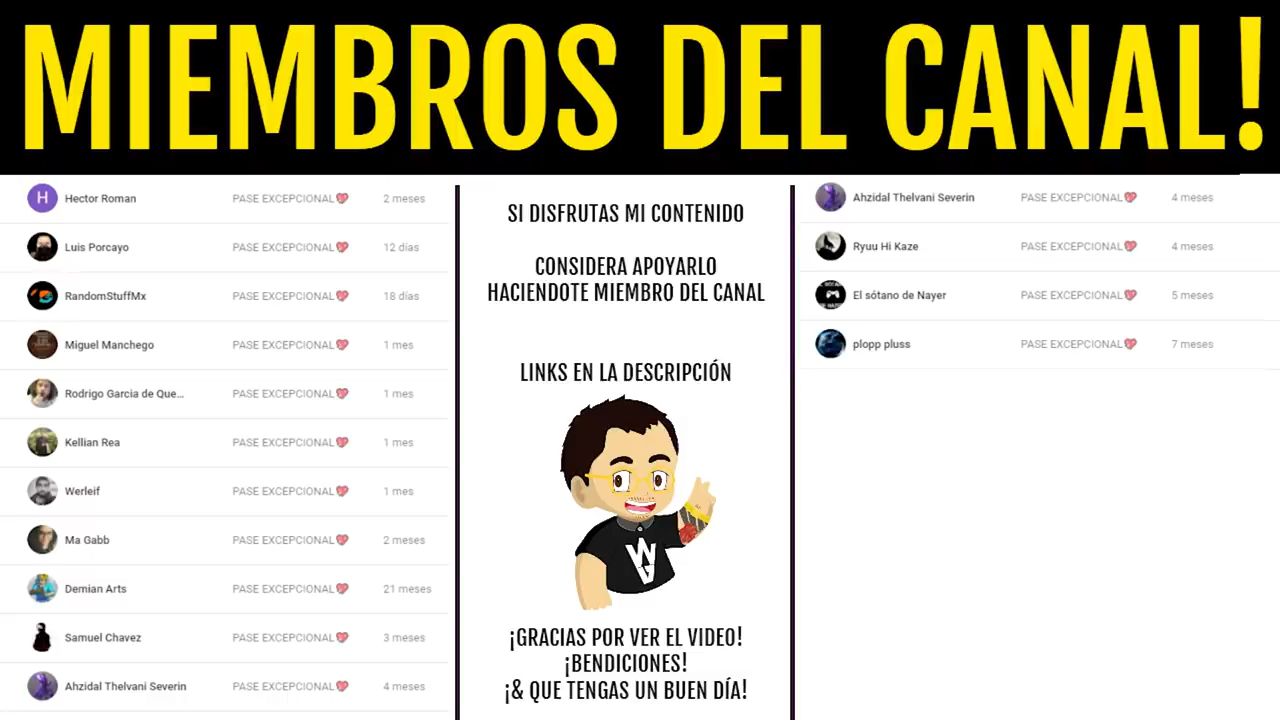 MIEMBROS DEL CANAL!
H
Hector Roman PASE EXCEPCIONAL💖 2 meses
Luis Porcayo PASE EXCEPCIONAL💖 12 días
RandomStuffMx PASE EXCEPCIONAL💖 18 días
Miguel Manchego PASE EXCEPCIONAL💖 1 mes
Rodrigo Garcia de Que... PASE EXCEPCIONAL💖 1 mes
Kellian Rea PASE EXCEPCIONAL💖 1 mes
Werleif PASE EXCEPCIONAL💖 1 mes
Ma Gabb PASE EXCEPCIONAL💖 2 meses
Demian Arts PASE EXCEPCIONAL💖 21 meses
Samuel Chavez PASE EXCEPCIONAL💖 3 meses
Ahzidal Thelvani Severin PASE EXCEPCIONAL💖 4 meses
SI DISFRUTAS MI CONTENIDO
CONSIDERA APOYARLO
HACIENDOTE MIEMBRO DEL CANAL
LINKS EN LA DESCRIPCIÓN
¡GRACIAS POR VER EL VIDEO!
¡BENDICIONES!
¡& QUE TENGAS UN BUEN DÍA!
Ahzidal Thelvani Severin PASE EXCEPCIONAL💖 4 meses
Ryuu Hi Kaze PASE EXCEPCIONAL💖 4 meses
El sótano de Nayer PASE EXCEPCIONAL💖 5 meses
plopp pluss PASE EXCEPCIONAL💖 7 meses